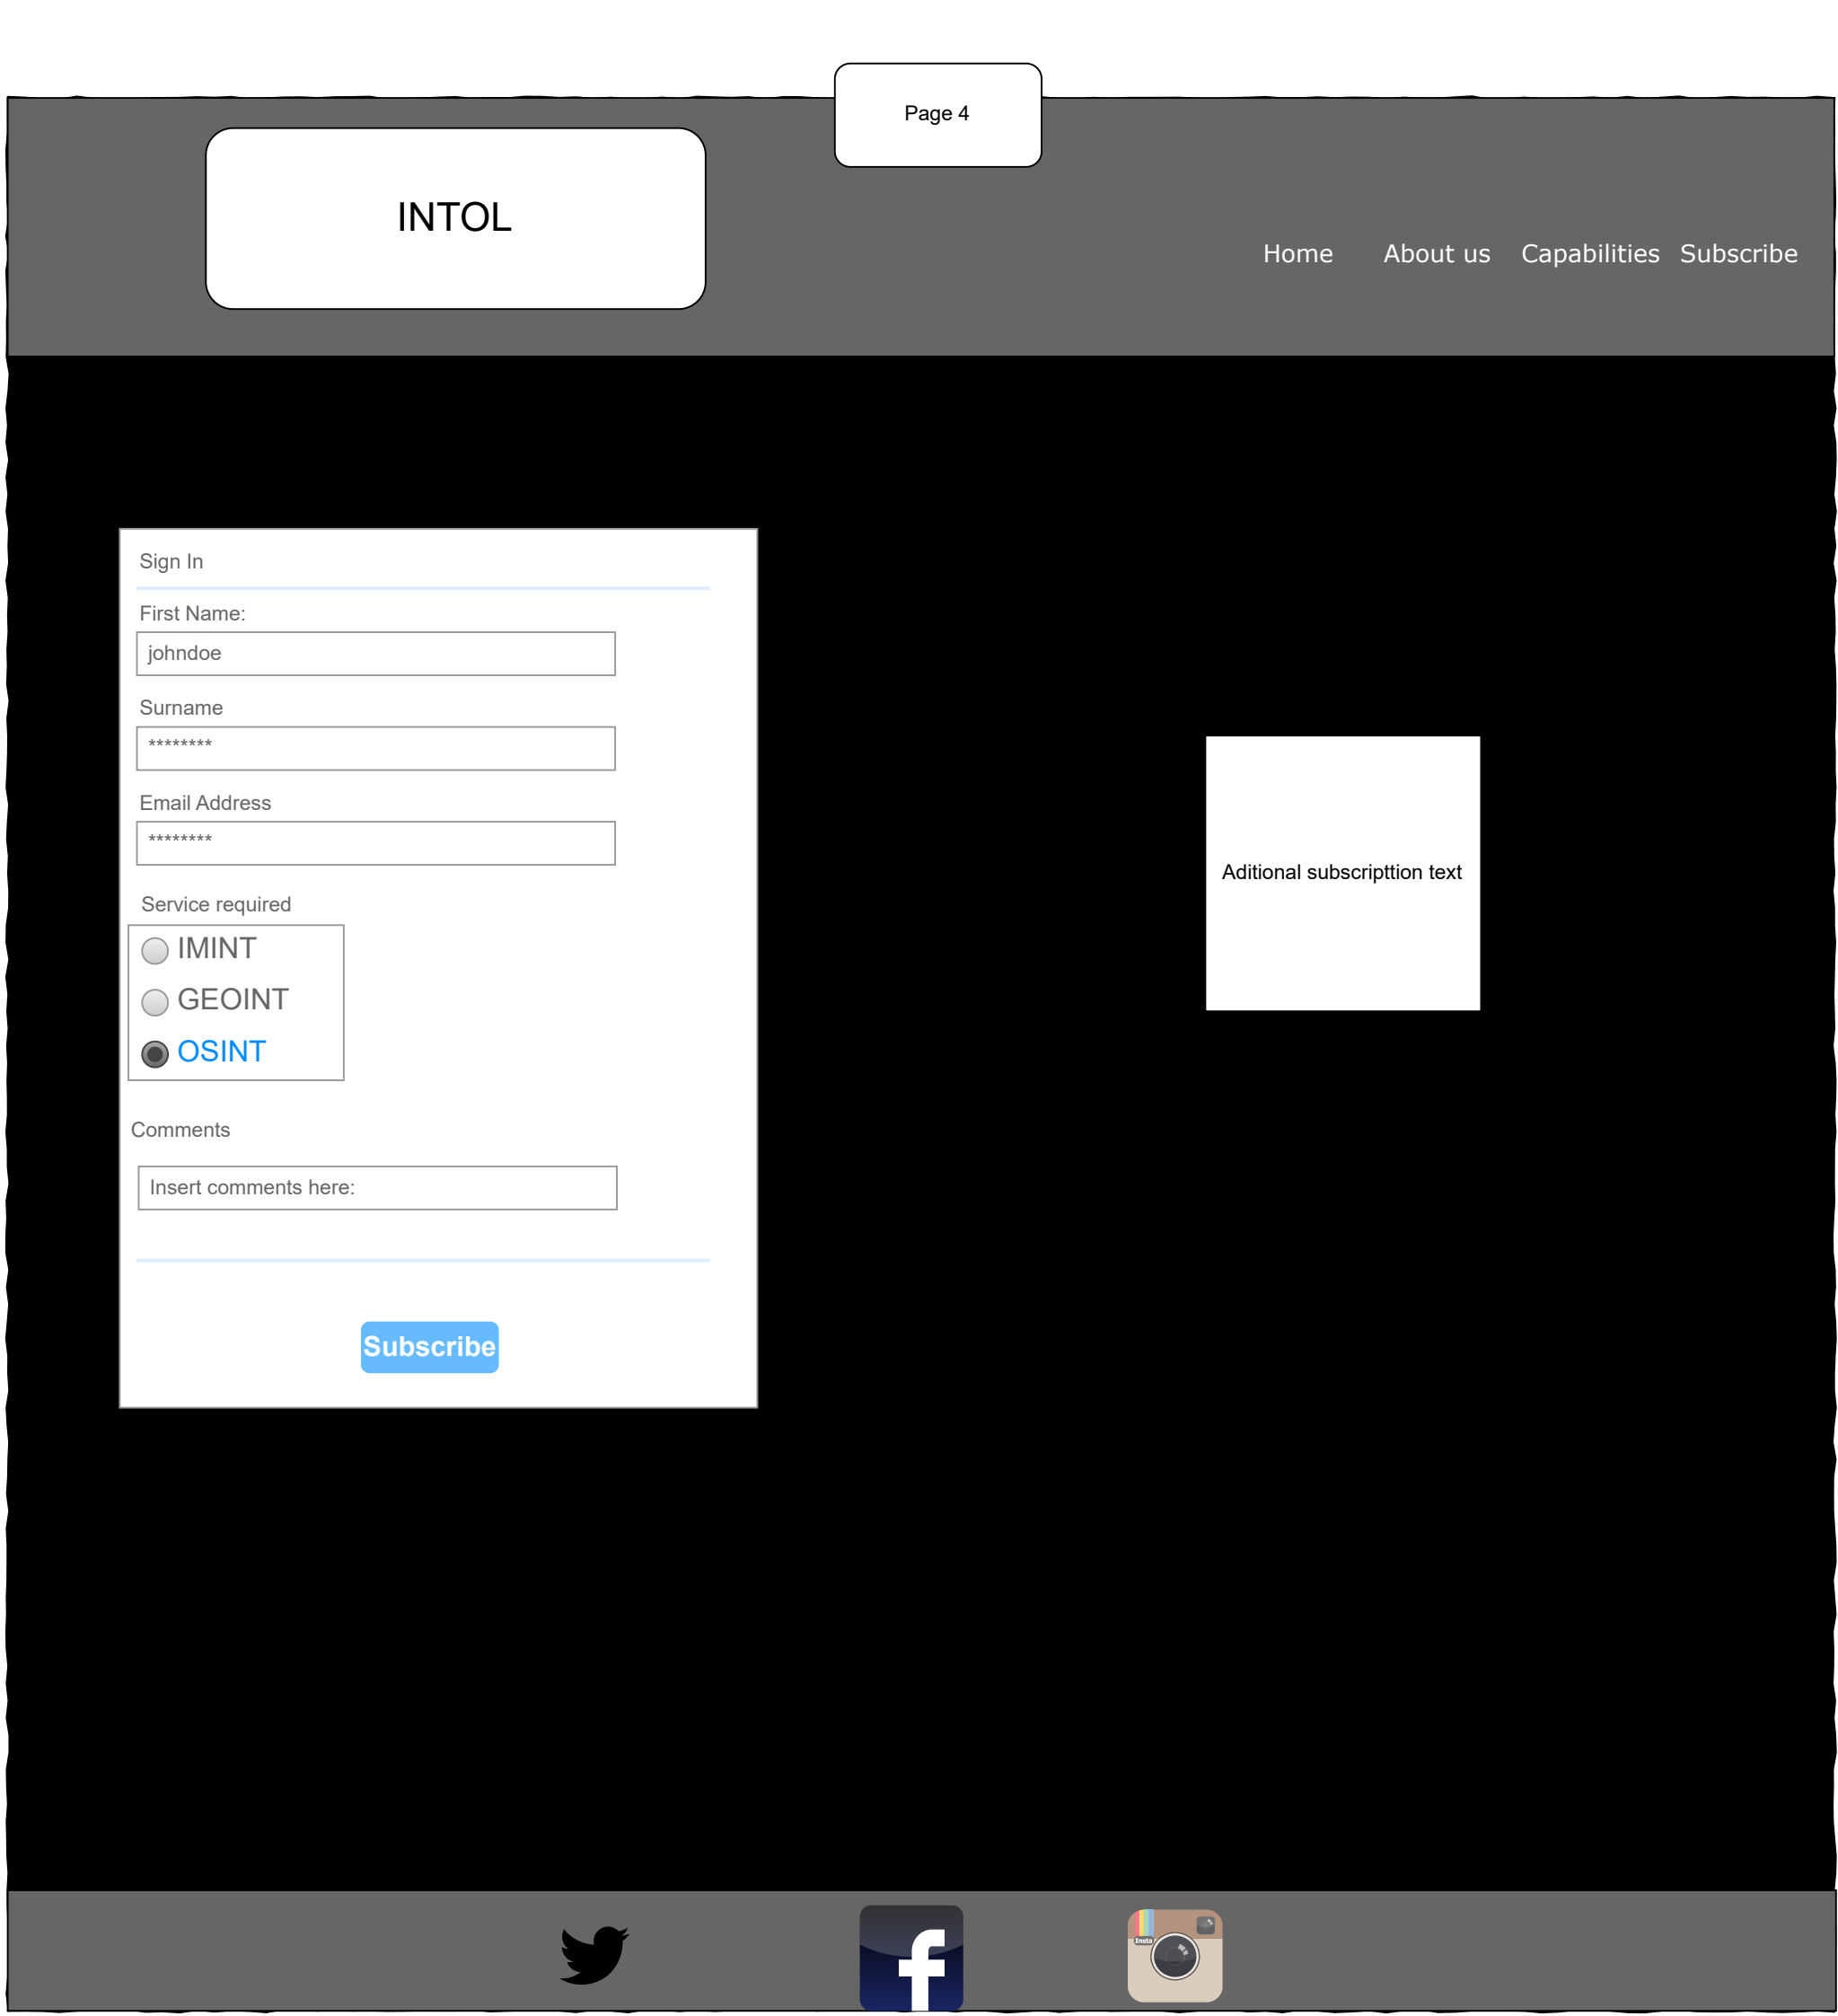 Page 4
INTOL
Home About us Capabilities Subscribe
Sign In
First Name:
johndoe
Surname
********
Email Address
********
Aditional subscripttion text
Service required
IMINT
GEOINT
OSINT
Comments
Insert comments here:
Subscribe
Insta